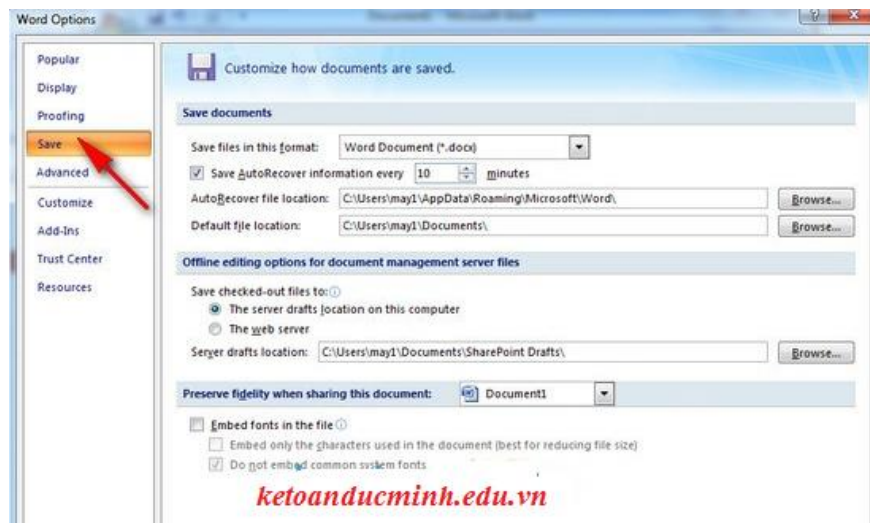 Word Options
Popular
Display
Proofing
Save
Advanced
Customize
Add-Ins
Trust Center
Resources
Customize how documents are saved.
Save documents
Save files in this format: Word Document (*.docx)
Save AutoRecover information every 10 minutes
AutoRecover file location: C:\Users\may1\AppData\Roaming\Microsoft\Word\ Browse...
Default file location: C:\Users\may1\Documents\ Browse...
Offline editing options for document management server files
Save checked-out files to:
The server drafts location on this computer
The web server
Server drafts location: C:\Users\may1\Documents\SharePoint Drafts\ Browse...
Preserve fidelity when sharing this document: Document1
Embed fonts in the file
Embed only the characters used in the document (best for reducing file size)
Do not embed common system fonts
ketoanducminh.edu.vn